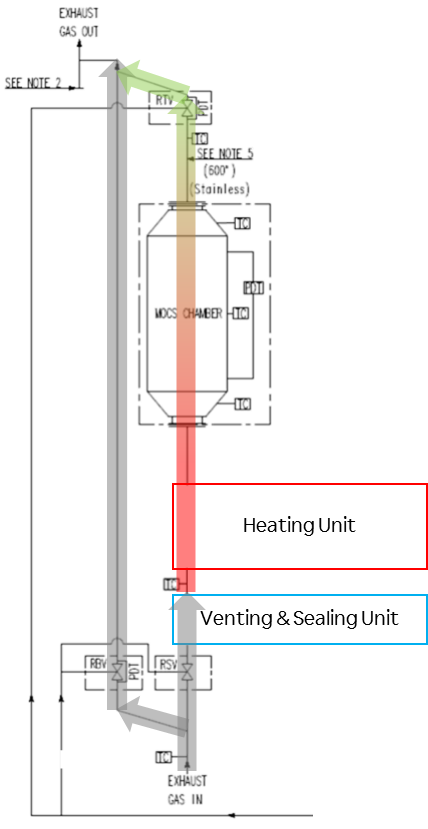 EXHAUST
GAS OUT
SEE NOTE 2
RTV
PDT
TC
SEE NOTE 5
(600°)
(Stainless)
TC
PDT
MOCS CHAMBER
TC
TC
Heating Unit
TC
Venting & Sealing Unit
RBV
PDT
RSV
TC
EXHAUST
GAS IN